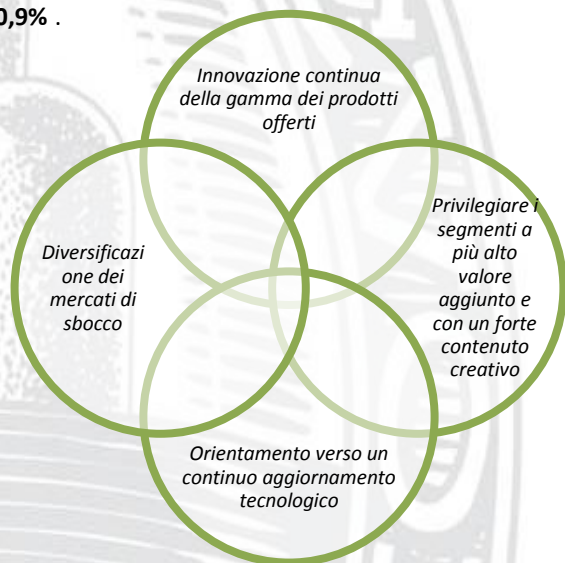 0,9% .
Innovazione continua
della gamma dei prodotti
offerti
Privilegiare i
segmenti a
più alto
valore
aggiunto e
con un forte
contenuto
creativo
Diversificazi
one dei
mercati di
sbocco
Orientamento verso un
continuo aggiornamento
tecnologico